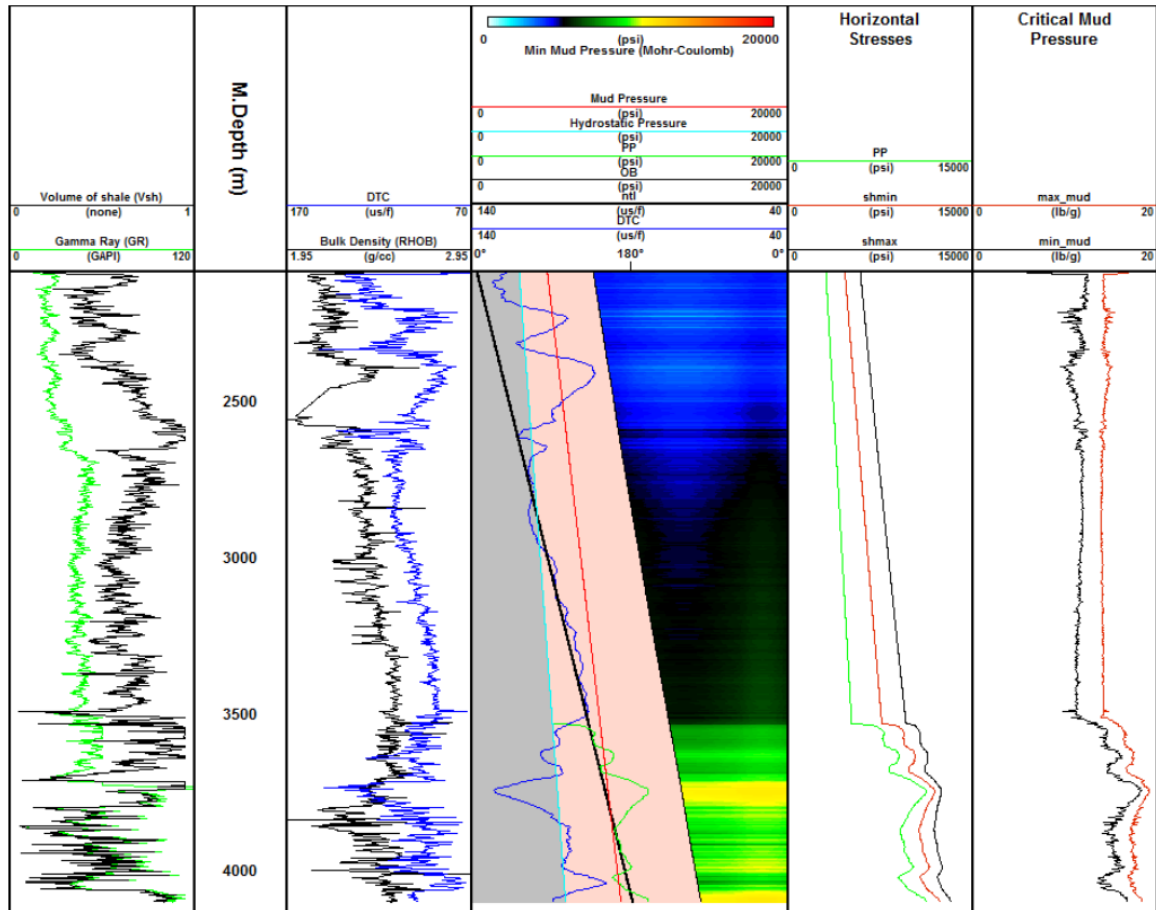 Volume of shale (Vsh)
0 (none) 1
Gamma Ray (GR)
0 (GAPI) 120
M.Depth (m)
DTC
170 (us/f) 70
Bulk Density (RHOB)
1.95 (g/cc) 2.95
0 (psi) 20000
Min Mud Pressure (Mohr-Coulomb)
Mud Pressure
0 (psi) 20000
Hydrostatic Pressure
0 (psi) 20000
PP
0 (psi) 20000
OB
0 (psi) 20000
ntl
140 (us/f) 40
DTC
140 (us/f) 40
0° 180° 0°
Horizontal
Stresses
PP
0 (psi) 15000
shmin
0 (psi) 15000
shmax
0 (psi) 15000
Critical Mud
Pressure
max_mud
0 (lb/g) 20
min_mud
0 (lb/g) 20
2500
3000
3500
4000